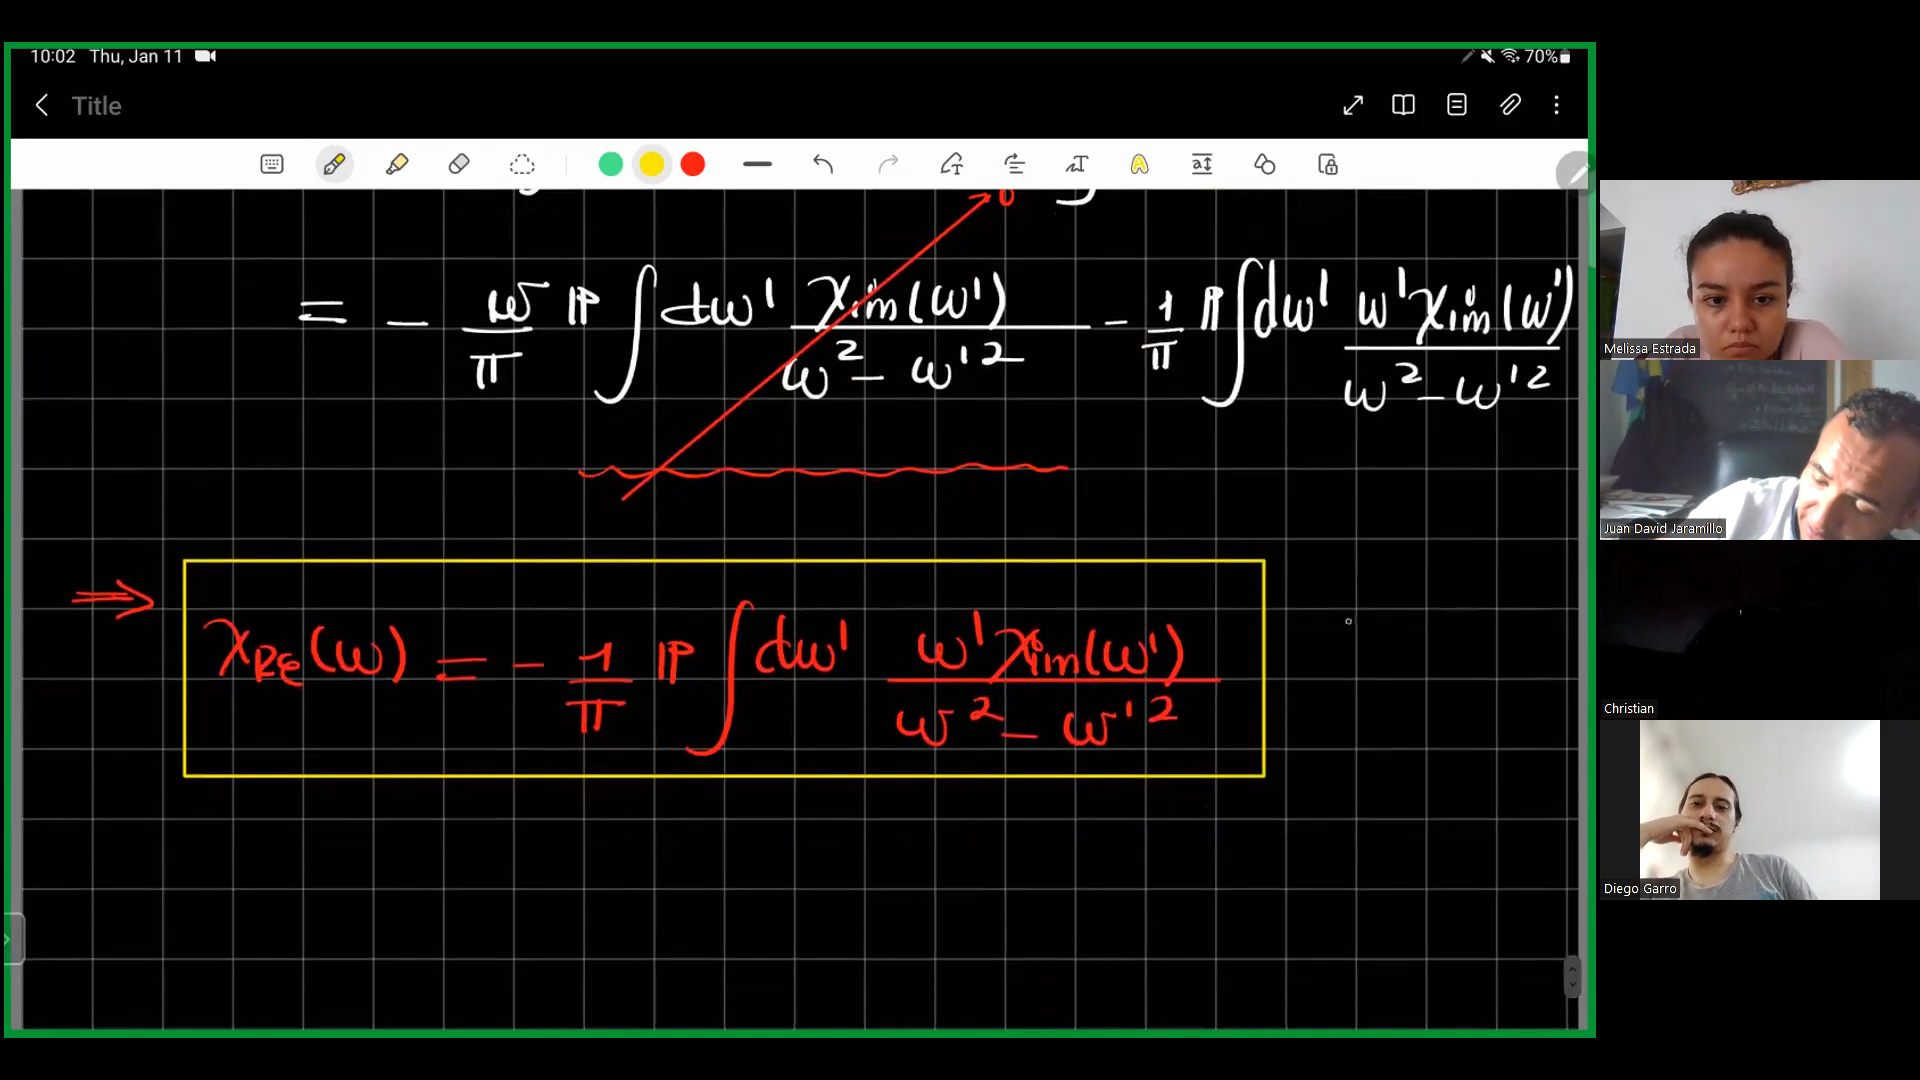 10:02 Thu, Jan 11 70%
Title
0
= - ω/π ℙ ∫ dω' χim(ω')/(ω² - ω'²) - 1/π ℙ ∫ dω' ω'χim(ω')/(ω² - ω'²)
⇒ χRe(ω) = - 1/π ℙ ∫ dω' ω'χim(ω')/(ω² - ω'²)
Melissa Estrada
Juan David Jaramillo
Christian
Diego Garro